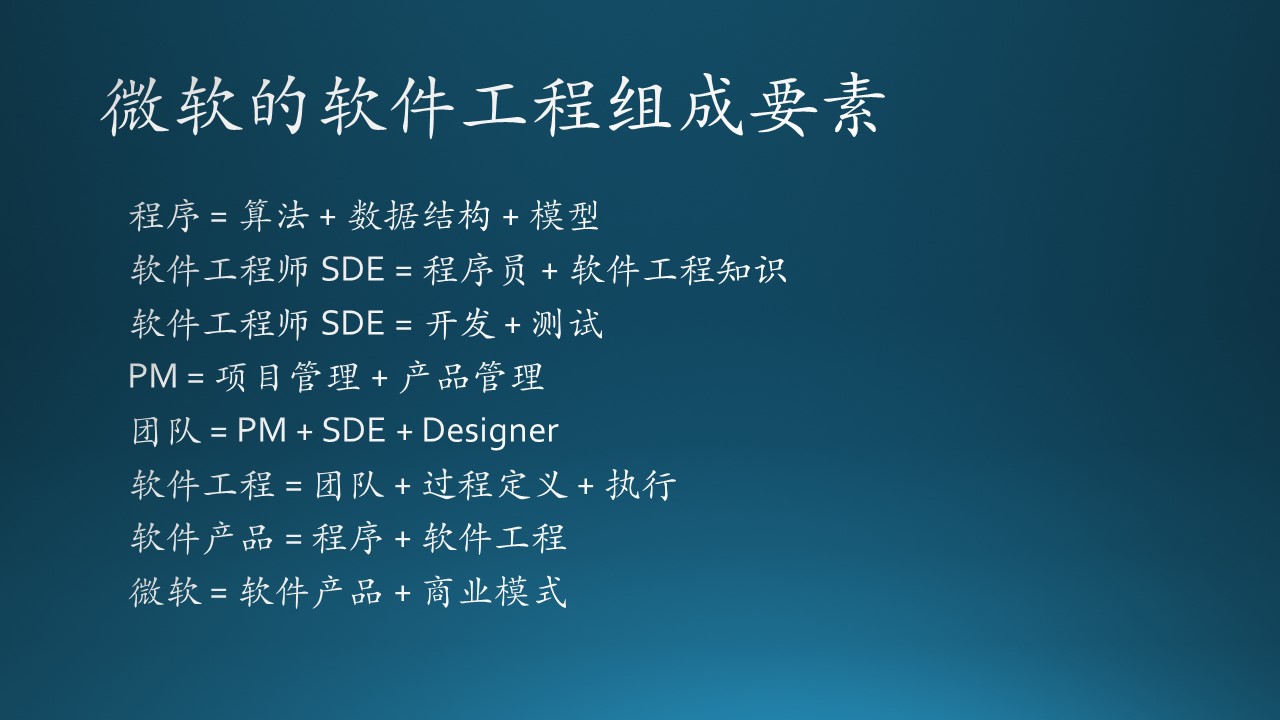 微软的软件工程组成要素
程序 = 算法 + 数据结构 + 模型
软件工程师 SDE = 程序员 + 软件工程知识
软件工程师 SDE = 开发 + 测试
PM = 项目管理 + 产品管理
团队 = PM + SDE + Designer
软件工程 = 团队 + 过程定义 + 执行
软件产品 = 程序 + 软件工程
微软 = 软件产品 + 商业模式